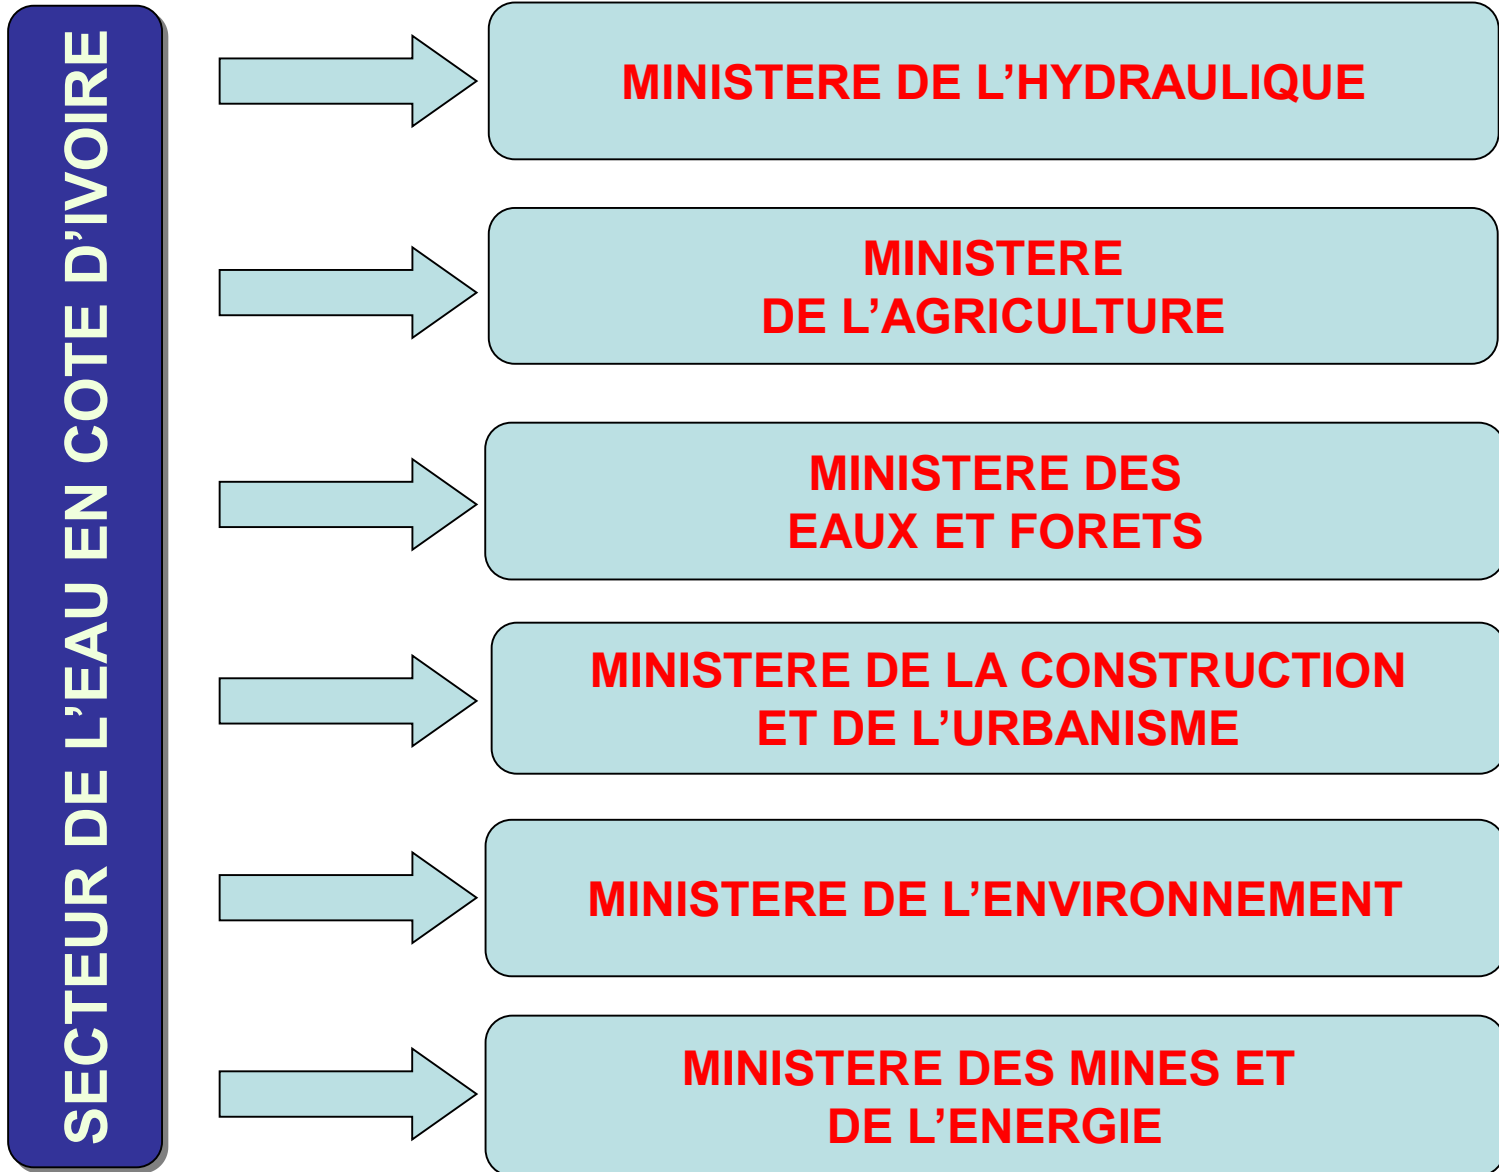 SECTEUR DE L’EAU EN COTE D’IVOIRE
MINISTERE DE L’HYDRAULIQUE
MINISTERE
DE L’AGRICULTURE
MINISTERE DES
EAUX ET FORETS
MINISTERE DE LA CONSTRUCTION
ET DE L’URBANISME
MINISTERE DE L’ENVIRONNEMENT
MINISTERE DES MINES ET
DE L’ENERGIE